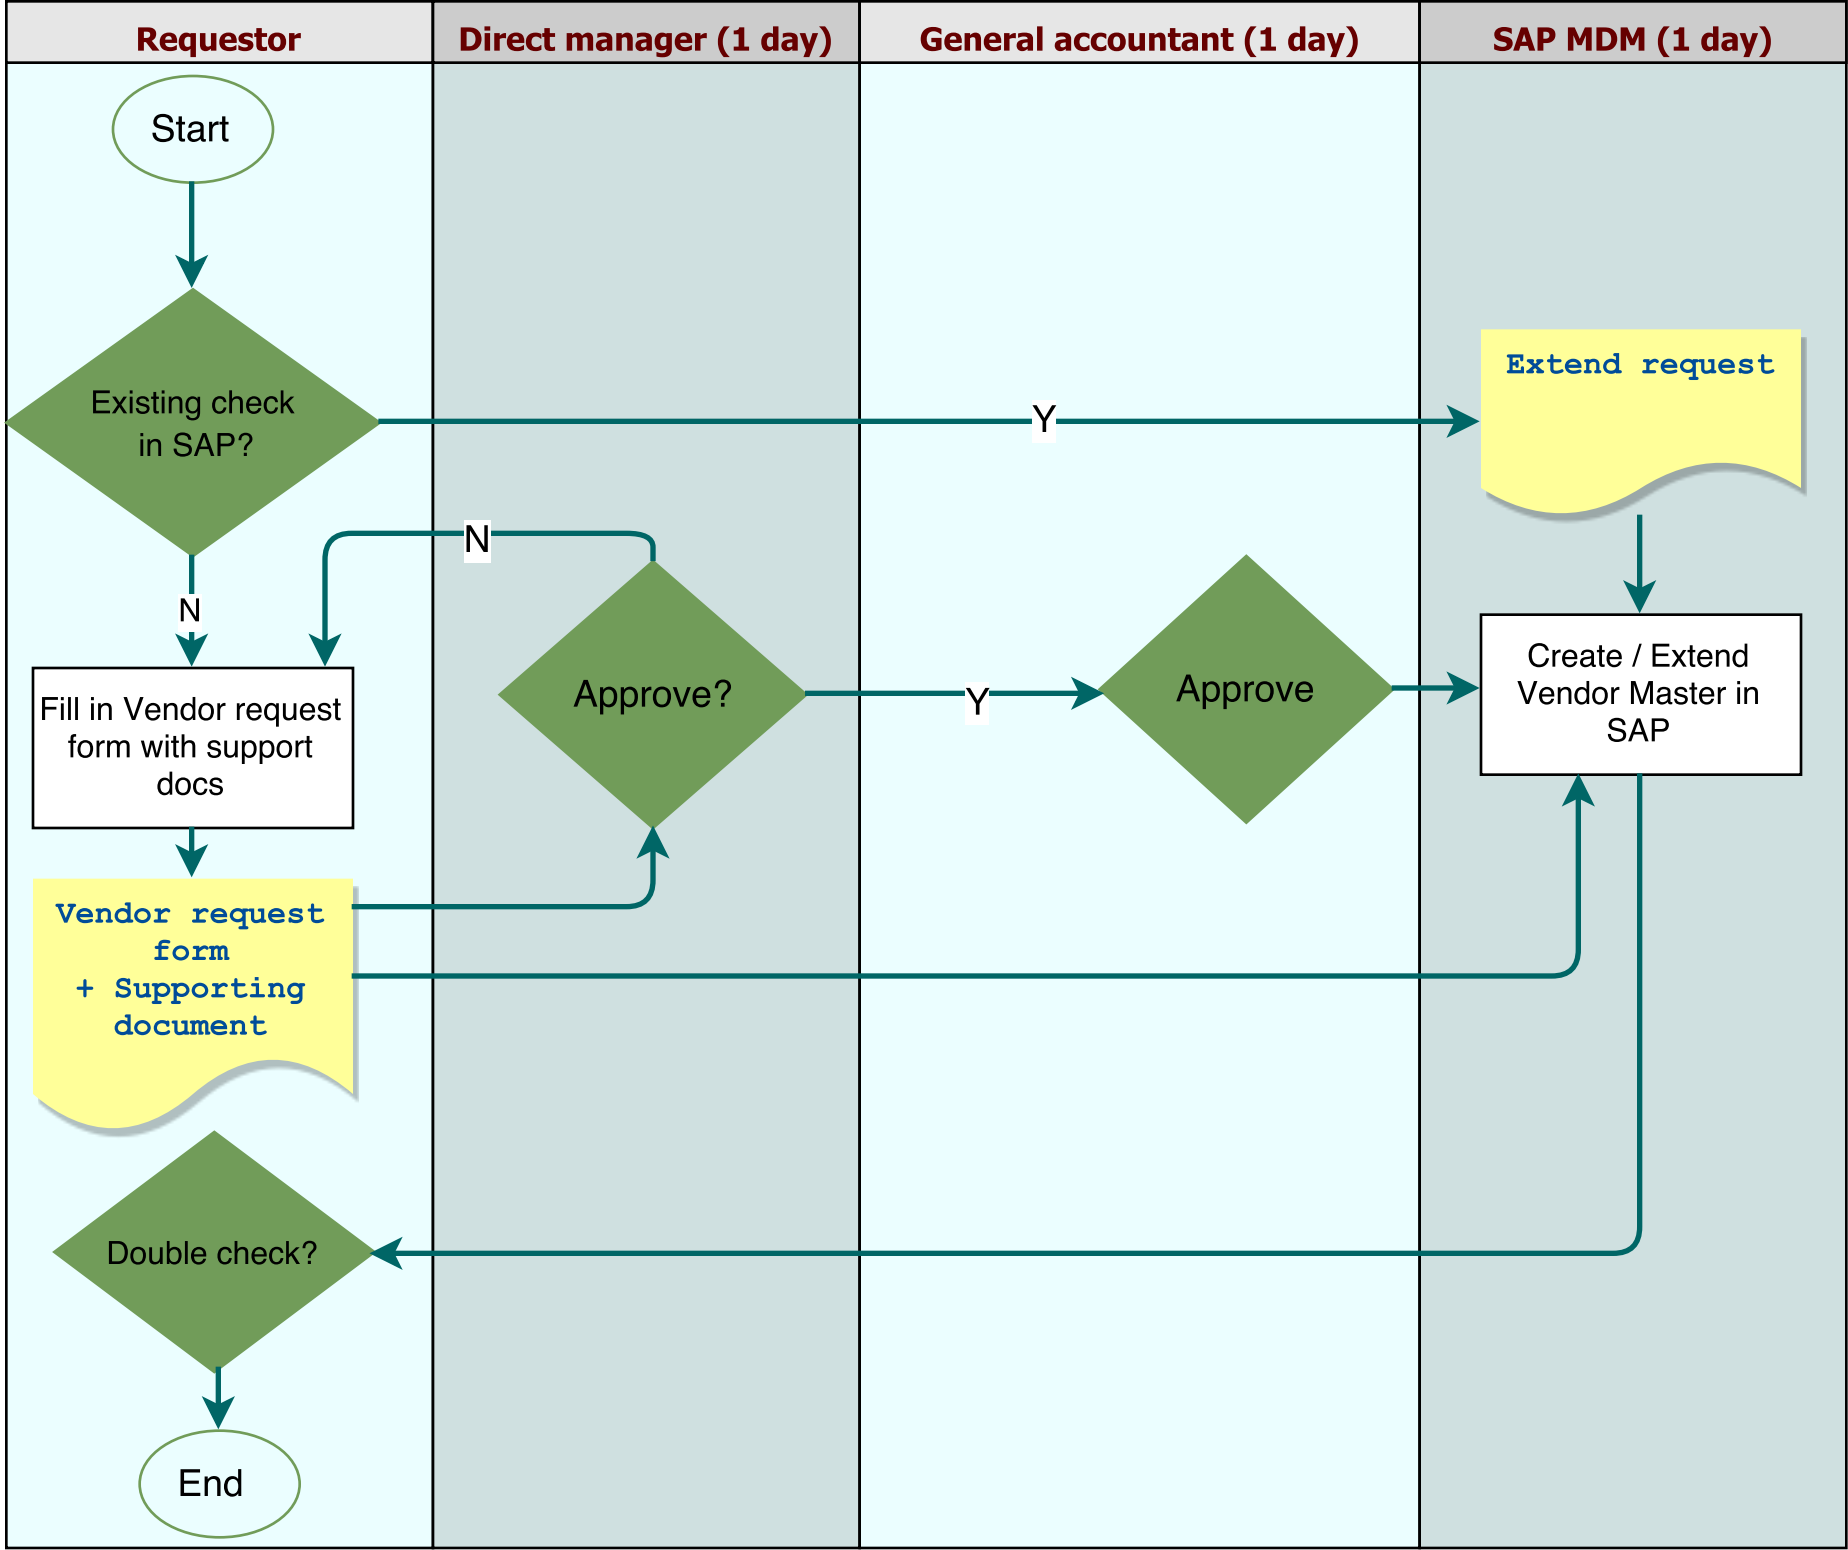 Requestor
Direct manager (1 day)
General accountant (1 day)
SAP MDM (1 day)
Start
Existing check
in SAP?
Y
Extend request
N
N
Fill in Vendor request
form with support
docs
Approve?
Y
Approve
Create / Extend
Vendor Master in
SAP
Vendor request
form
+ Supporting
document
Double check?
End